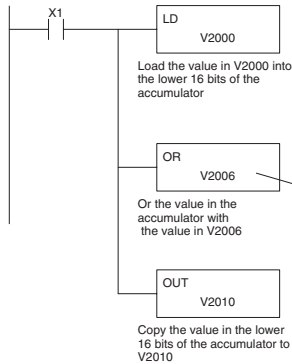 X1
LD
V2000
Load the value in V2000 into
the lower 16 bits of the
accumulator
OR
V2006
Or the value in the
accumulator with
the value in V2006
OUT
V2010
Copy the value in the lower
16 bits of the accumulator to
V2010